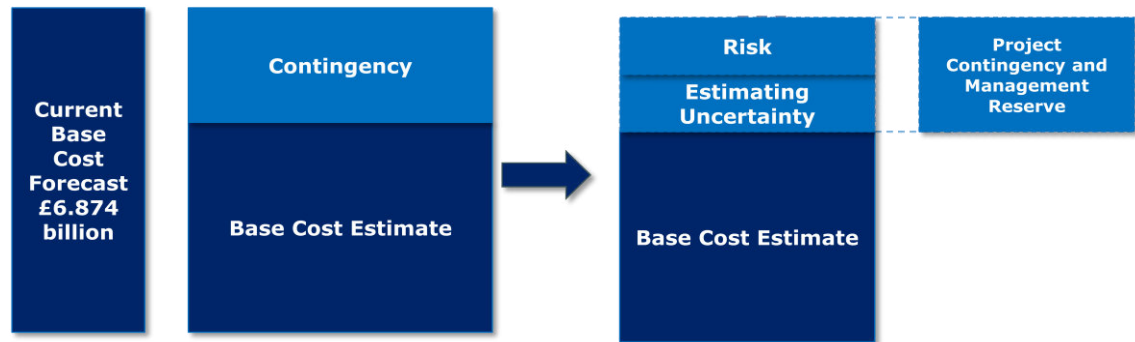 Current
Base
Cost
Forecast
£6.874
billion
Contingency
Base Cost Estimate
Risk
Estimating
Uncertainty
Base Cost Estimate
Project
Contingency and
Management
Reserve